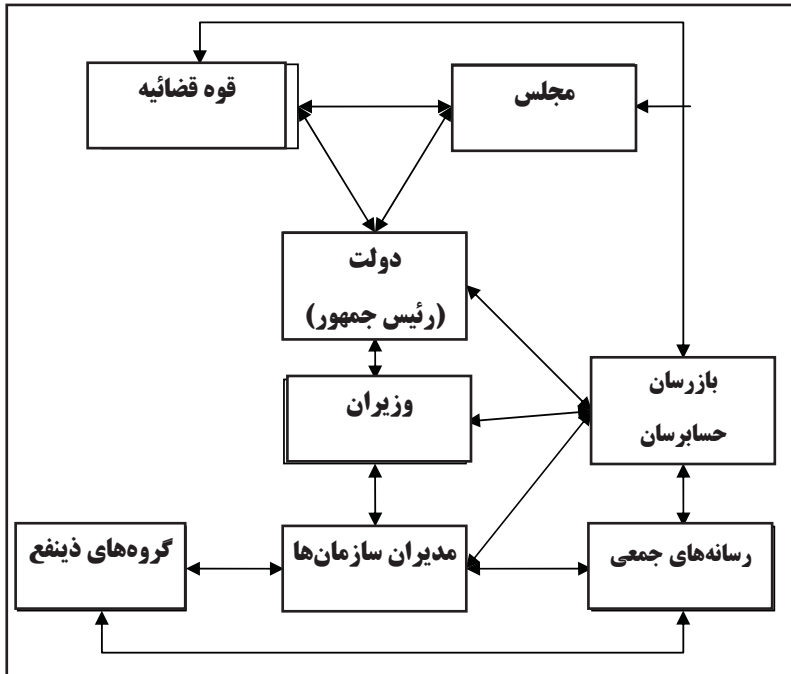 قوه قضائیه
مجلس
دولت
(رئیس جمهور)
بازرسان
حسابرسان
وزیران
گروه‌های ذینفع
مدیران سازمان‌ها
رسانه‌های جمعی